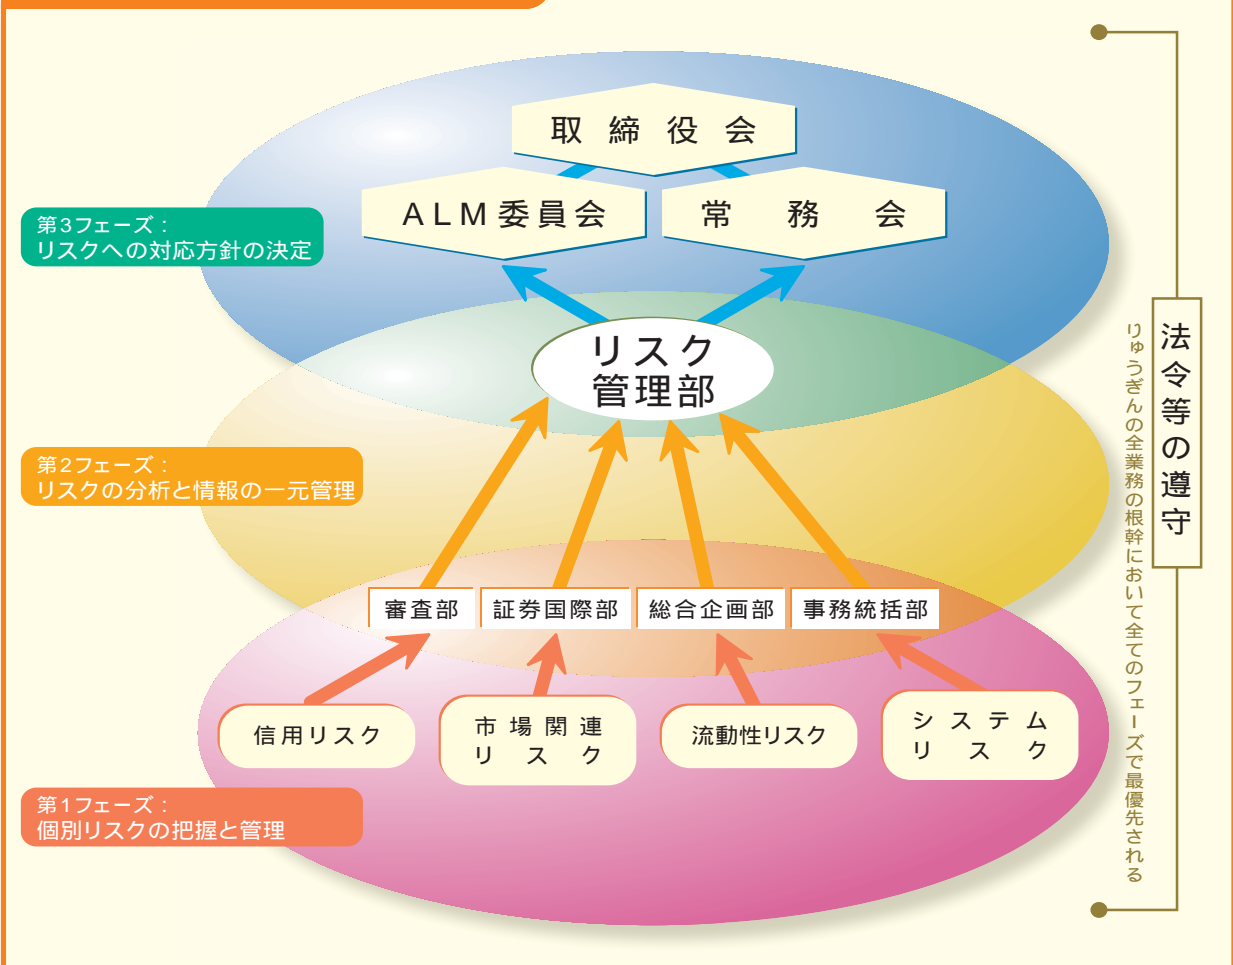 取締役会
ALM委員会
常務会
第3フェーズ：
リスクへの対応方針の決定
リスク
管理部
第2フェーズ：
リスクの分析と情報の一元管理
審査部
証券国際部
総合企画部
事務統括部
信用リスク
市場関連
リスク
流動性リスク
システム
リスク
第1フェーズ：
個別リスクの把握と管理
法令等の遵守
りゅうぎんの全業務の根幹において全てのフェーズで最優先される